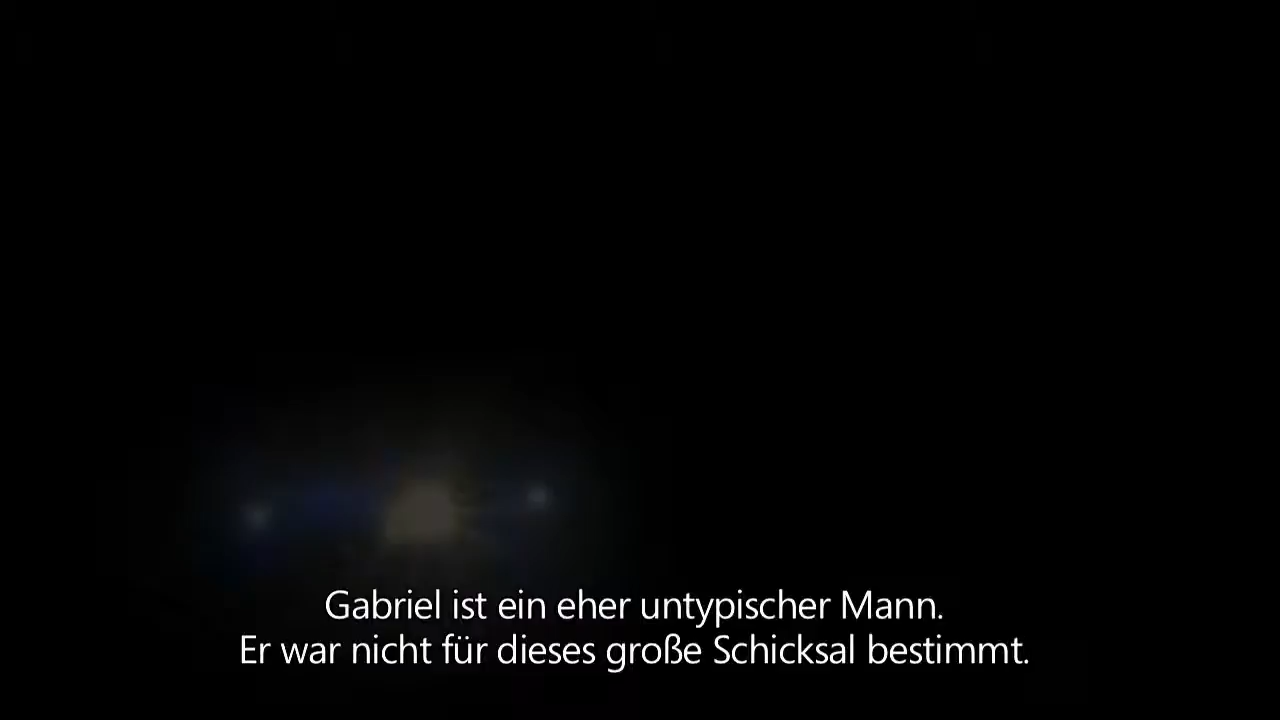 Gabriel ist ein eher untypischer Mann.
Er war nicht für dieses große Schicksal bestimmt.